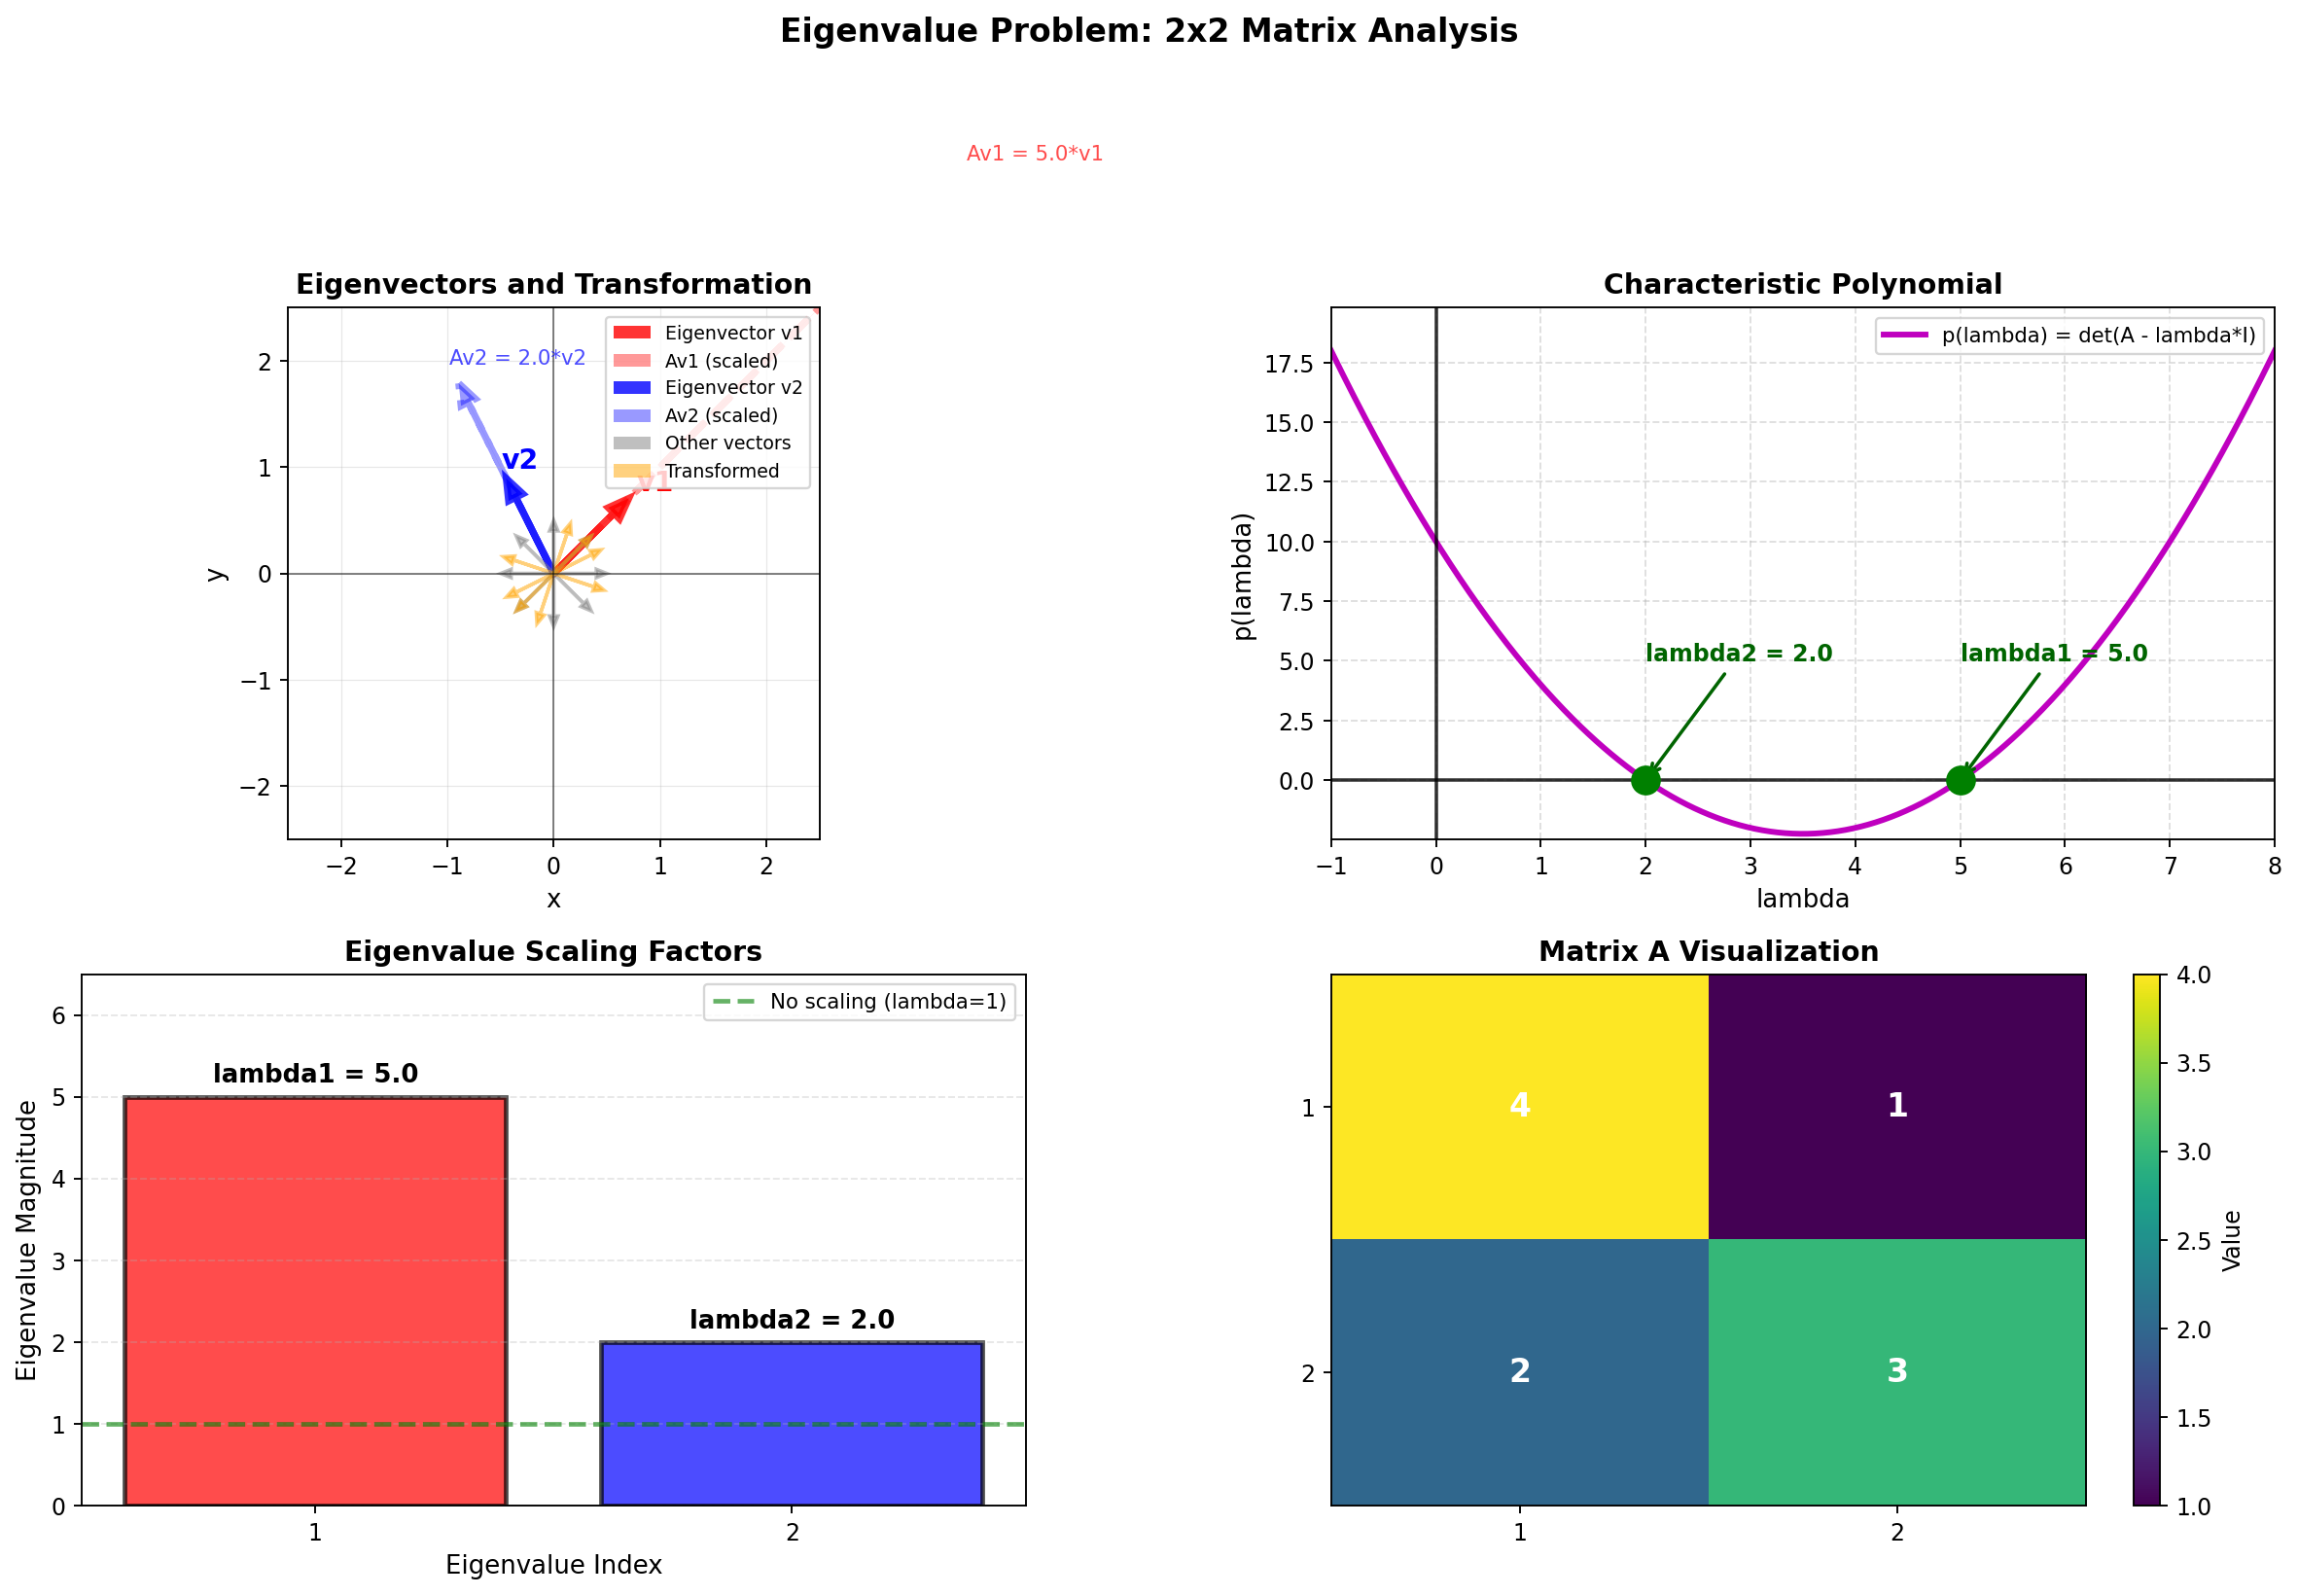 Eigenvalue Problem: 2x2 Matrix Analysis
Av1 = 5.0*v1
Eigenvectors and Transformation
Eigenvector v1
Av1 (scaled)
Eigenvector v2
Av2 (scaled)
Other vectors
Transformed
Av2 = 2.0*v2
v2
v1
2
1
0
−1
−2
y
−2
−1
0
1
2
x
Characteristic Polynomial
p(lambda) = det(A - lambda*I)
17.5
15.0
12.5
10.0
7.5
5.0
2.5
0.0
p(lambda)
lambda2 = 2.0
lambda1 = 5.0
−1
0
1
2
3
4
5
6
7
8
lambda
Eigenvalue Scaling Factors
No scaling (lambda=1)
6
5
4
3
2
1
0
Eigenvalue Magnitude
lambda1 = 5.0
lambda2 = 2.0
1
2
Eigenvalue Index
Matrix A Visualization
1
2
4
1
2
3
1
2
4.0
3.5
3.0
2.5
2.0
1.5
1.0
Value